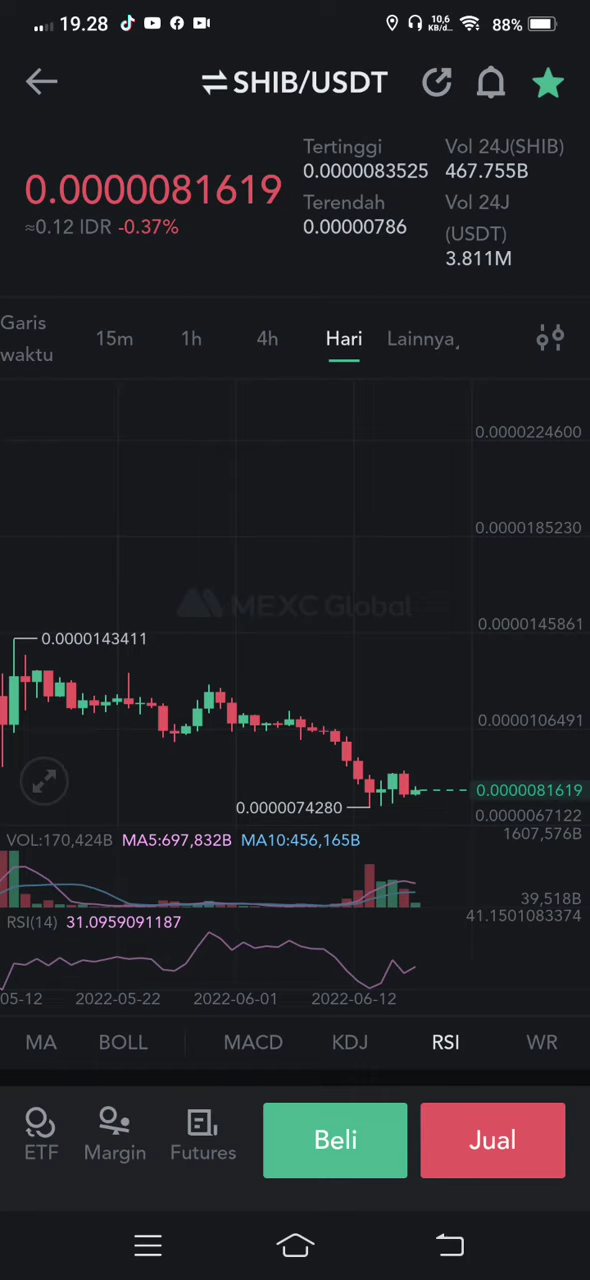 19.28
10,6
KB/d...
88%
SHIB/USDT
0.0000081619
≈0.12 IDR -0.37%
Tertinggi
0.0000083525
Terendah
0.00000786
Vol 24J(SHIB)
467.755B
Vol 24J
(USDT)
3.811M
Garis
waktu
15m
1h
4h
Hari
Lainnya
0.0000224600
0.0000185230
MEXC Global
0.0000145861
0.0000143411
0.0000106491
0.0000081619
0.0000074280
0.0000067122
VOL:170,424B MA5:697,832B MA10:456,165B
1607,576B
39,518B
RSI(14) 31.0959091187
41.1501083374
05-12
2022-05-22
2022-06-01
2022-06-12
MA
BOLL
MACD
KDJ
RSI
WR
ETF
Margin
Futures
Beli
Jual